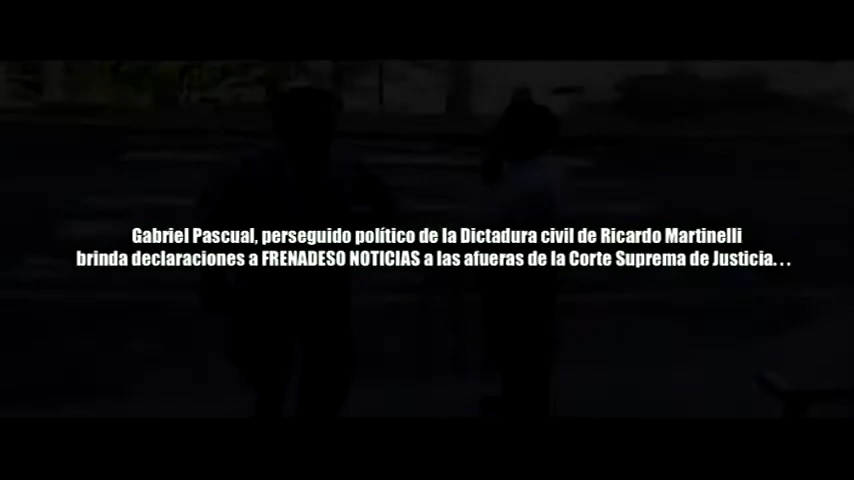 Gabriel Pascual, perseguido político de la Dictadura civil de Ricardo Martinelli
brinda declaraciones a FRENADESO NOTICIAS a las afueras de la Corte Suprema de Justicia. . .